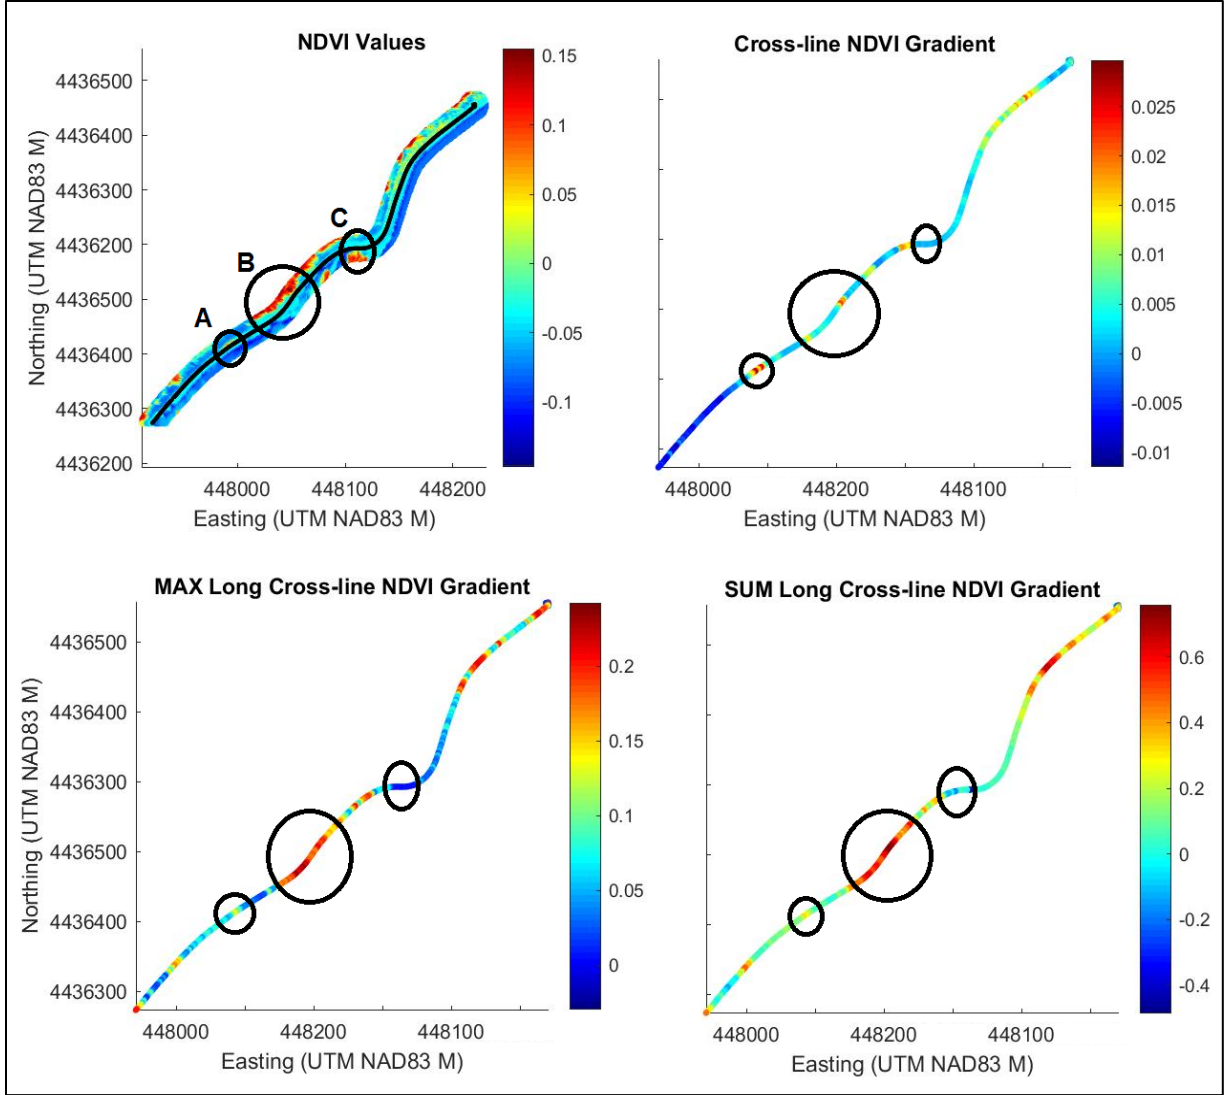 NDVI Values
0.15
0.1
0.05
0
-0.05
-0.1
4436500
4436400
4436300
4436200
4436500
4436400
4436300
4436200
Northing (UTM NAD83 M)
A
B
C
448000 448100 448200
Easting (UTM NAD83 M)
Cross-line NDVI Gradient
0.025
0.02
0.015
0.01
0.005
0
-0.005
-0.01
448000 448200 448100
Easting (UTM NAD83 M)
MAX Long Cross-line NDVI Gradient
0.2
0.15
0.1
0.05
0
4436500
4436400
4436300
4436500
4436400
4436300
Northing (UTM NAD83 M)
448000 448200 448100
Easting (UTM NAD83 M)
SUM Long Cross-line NDVI Gradient
0.6
0.4
0.2
0
-0.2
-0.4
448000 448200 448100
Easting (UTM NAD83 M)